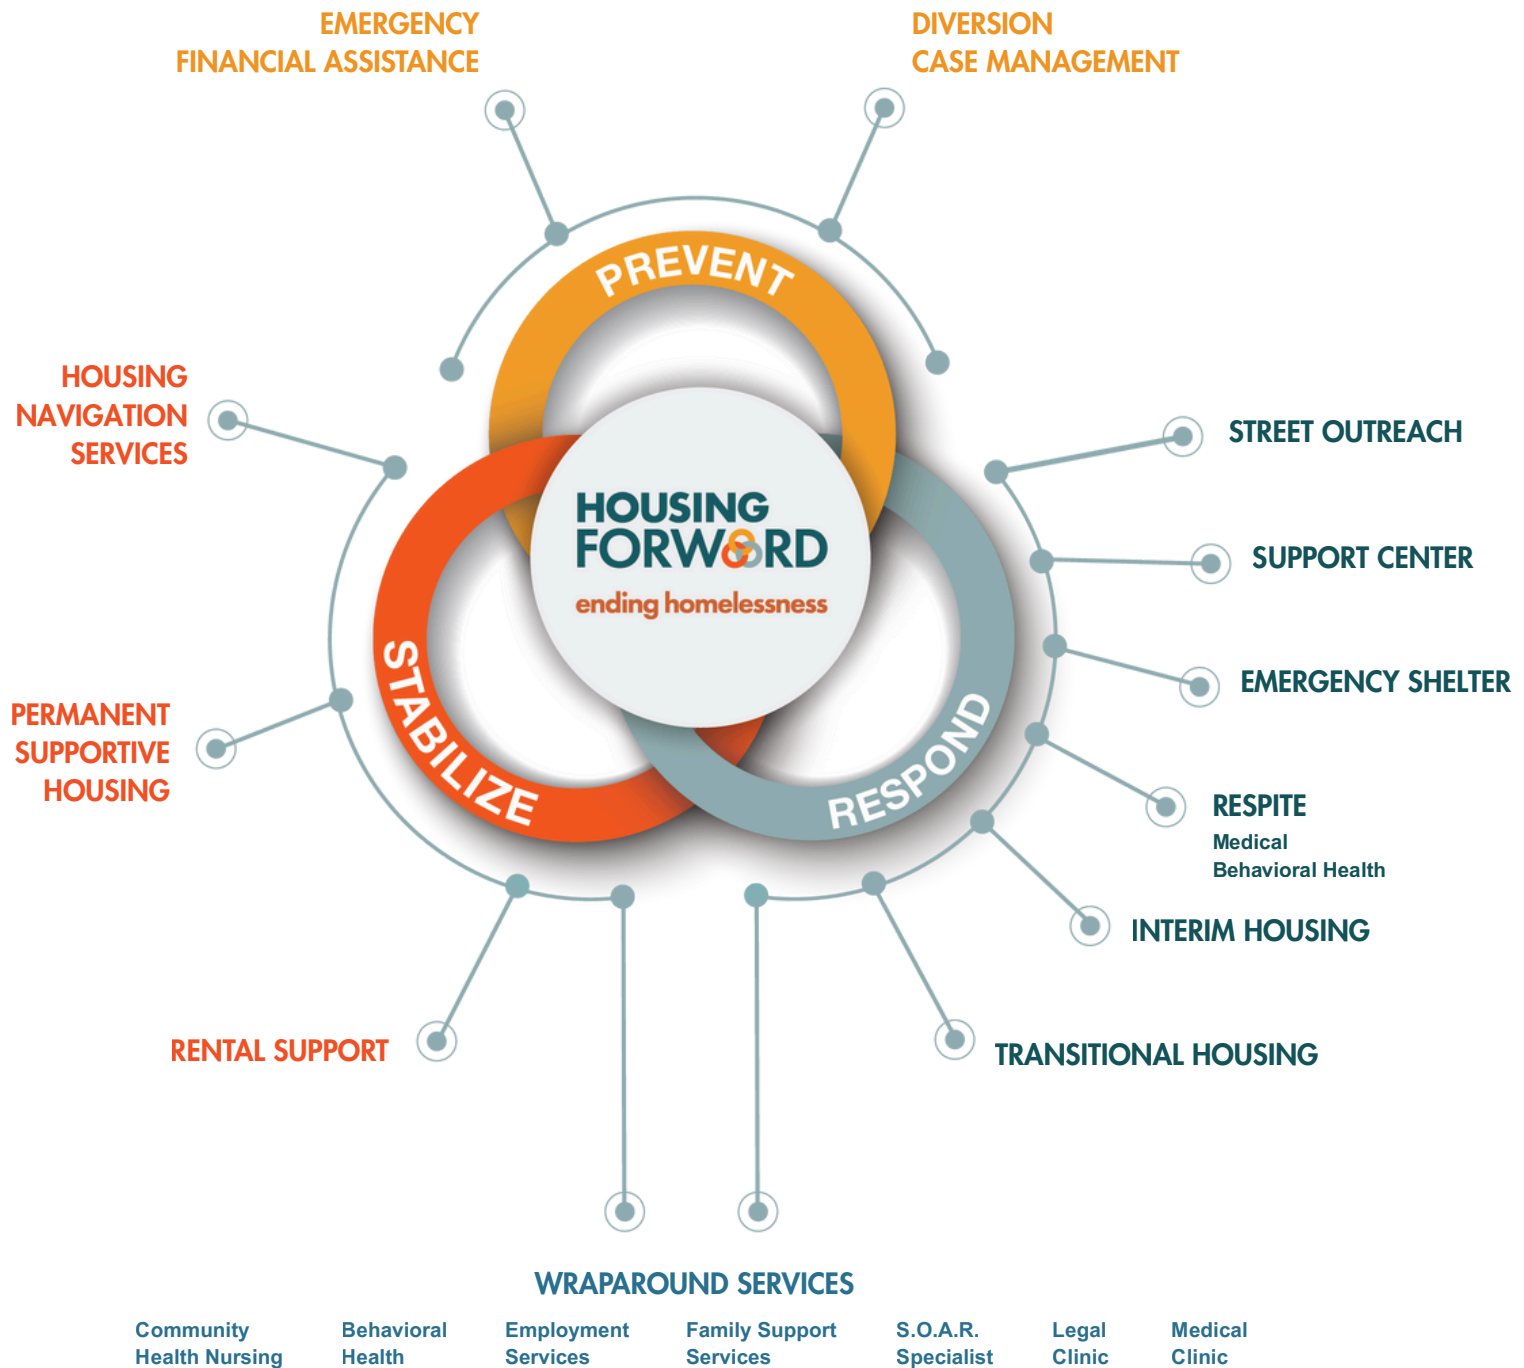 EMERGENCY
FINANCIAL ASSISTANCE
DIVERSION
CASE MANAGEMENT
PREVENT
HOUSING
NAVIGATION
SERVICES
STREET OUTREACH
HOUSING
FORWARD
ending homelessness
SUPPORT CENTER
EMERGENCY SHELTER
STABILIZE
RESPOND
PERMANENT
SUPPORTIVE
HOUSING
RESPITE
Medical
Behavioral Health
INTERIM HOUSING
RENTAL SUPPORT
TRANSITIONAL HOUSING
WRAPAROUND SERVICES
Community
Health Nursing
Behavioral
Health
Employment
Services
Family Support
Services
S.O.A.R.
Specialist
Legal
Clinic
Medical
Clinic